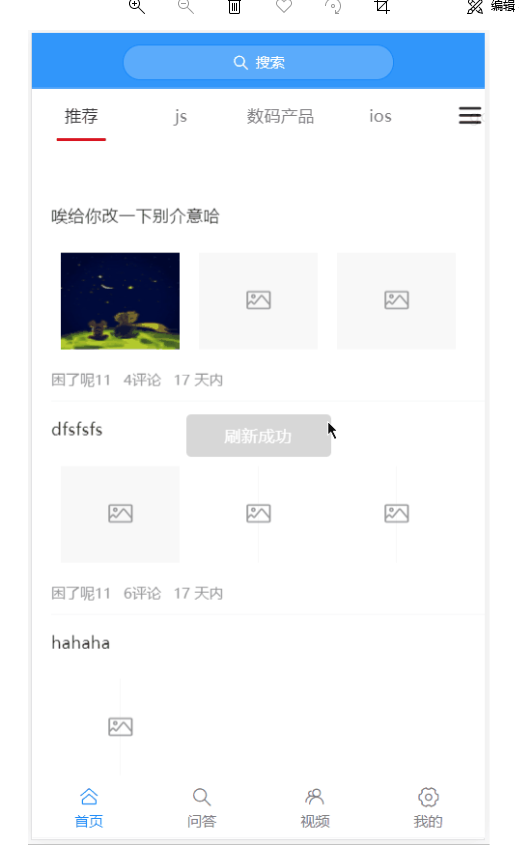 编辑
搜索
推荐 js 数码产品 ios
唉给你改一下别介意哈
困了呢11 4评论 17 天内
dfsfsfs
刷新成功
困了呢11 6评论 17 天内
hahaha
首页 问答 视频 我的